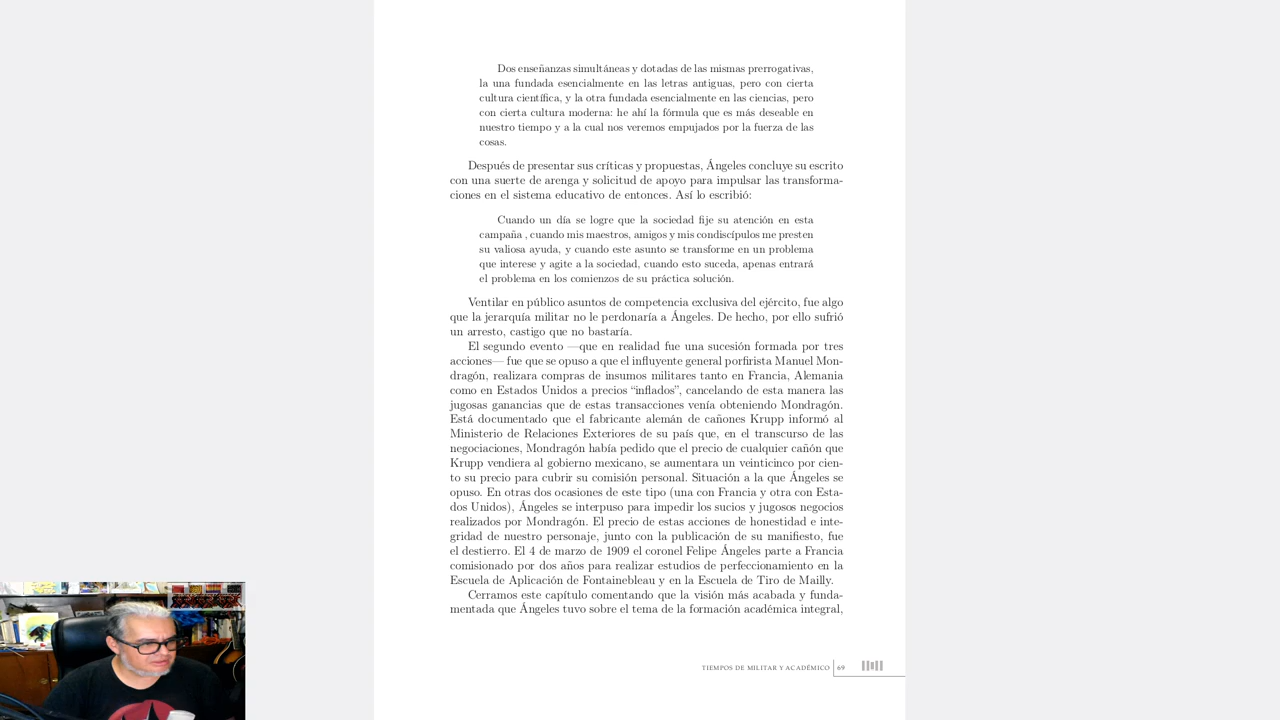 Dos enseñanzas simultáneas y dotadas de las mismas prerrogativas,
la una fundada esencialmente en las letras antiguas, pero con cierta
cultura científica, y la otra fundada esencialmente en las ciencias, pero
con cierta cultura moderna: he ahí la fórmula que es más deseable en
nuestro tiempo y a la cual nos veremos empujados por la fuerza de las
cosas.
Después de presentar sus críticas y propuestas, Ángeles concluye su escrito
con una suerte de arenga y solicitud de apoyo para impulsar las transforma-
ciones en el sistema educativo de entonces. Así lo escribió:
Cuando un día se logre que la sociedad fije su atención en esta
campaña , cuando mis maestros, amigos y mis condiscípulos me presten
su valiosa ayuda, y cuando este asunto se transforme en un problema
que interese y agite a la sociedad, cuando esto suceda, apenas entrará
el problema en los comienzos de su práctica solución.
Ventilar en público asuntos de competencia exclusiva del ejército, fue algo
que la jerarquía militar no le perdonaría a Ángeles. De hecho, por ello sufrió
un arresto, castigo que no bastaría.
El segundo evento —que en realidad fue una sucesión formada por tres
acciones— fue que se opuso a que el influyente general porfirista Manuel Mon-
dragón, realizara compras de insumos militares tanto en Francia, Alemania
como en Estados Unidos a precios “inflados”, cancelando de esta manera las
jugosas ganancias que de estas transacciones venía obteniendo Mondragón.
Está documentado que el fabricante alemán de cañones Krupp informó al
Ministerio de Relaciones Exteriores de su país que, en el transcurso de las
negociaciones, Mondragón había pedido que el precio de cualquier cañón que
Krupp vendiera al gobierno mexicano, se aumentara un veinticinco por cien-
to su precio para cubrir su comisión personal. Situación a la que Ángeles se
opuso. En otras dos ocasiones de este tipo (una con Francia y otra con Esta-
dos Unidos), Ángeles se interpuso para impedir los sucios y jugosos negocios
realizados por Mondragón. El precio de estas acciones de honestidad e inte-
gridad de nuestro personaje, junto con la publicación de su manifiesto, fue
el destierro. El 4 de marzo de 1909 el coronel Felipe Ángeles parte a Francia
comisionado por dos años para realizar estudios de perfeccionamiento en la
Escuela de Aplicación de Fontainebleau y en la Escuela de Tiro de Mailly.
Cerramos este capítulo comentando que la visión más acabada y funda-
mentada que Ángeles tuvo sobre el tema de la formación académica integral,
TIEMPOS DE MILITAR Y ACADÉMICO 69